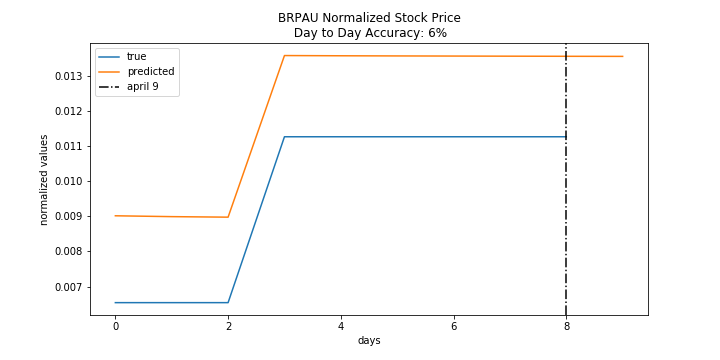 BRPAU Normalized Stock Price
Day to Day Accuracy: 6%
true
predicted
april 9
0.013
0.012
0.011
0.010
0.009
0.008
0.007
normalized values
0 2 4 6 8
days